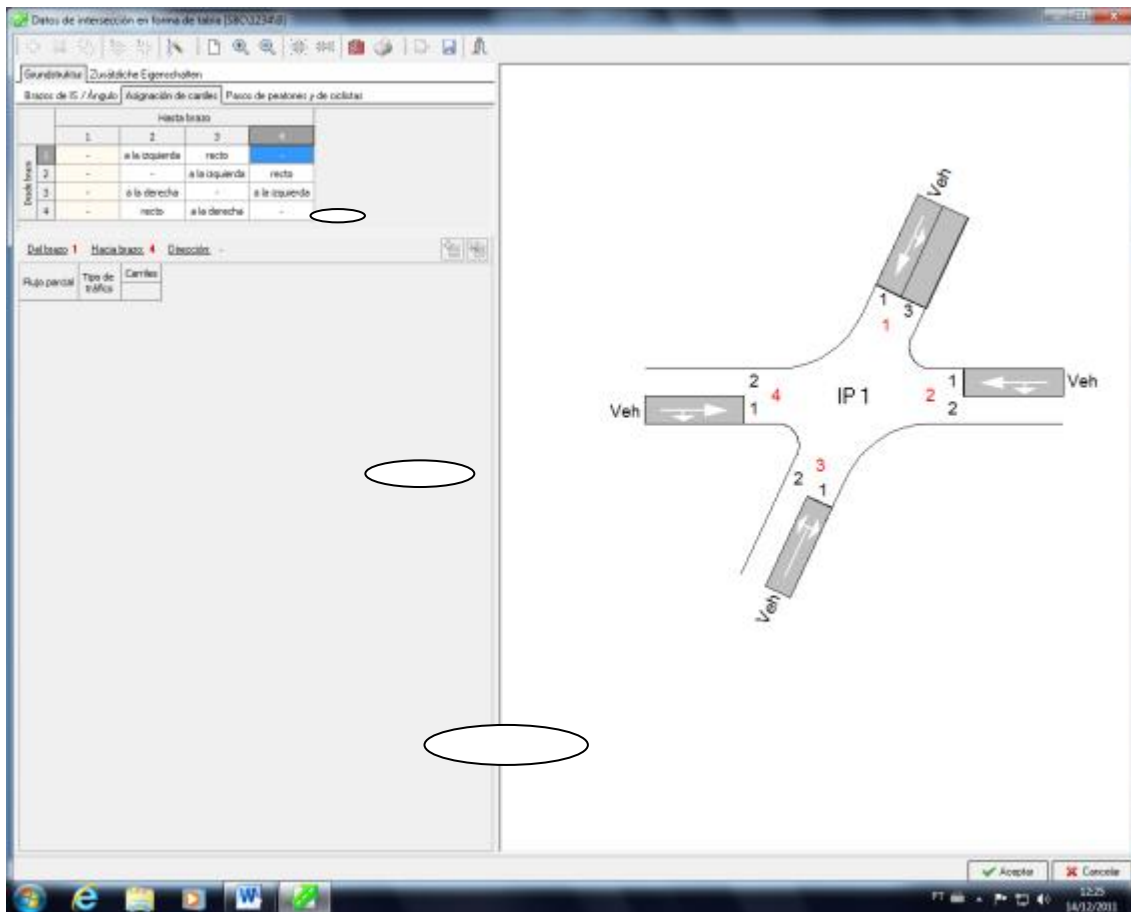 Datos de intersección en forma de tabla [SBC\1234\8]
Grundstruktur Zusätzliche Eigenschaften
Brazos de IS / Ángulo Asignación de carriles Pasos de peatones y de ciclistas
Hasta brazo
1 2 3 4
Desde brazo
1 - a la izquierda recto -
2 - - a la izquierda recto
3 - a la derecha - a la izquierda
4 - recto a la derecha -
Del brazo 1 Hacia brazo: 4 Dirección: -
Flujo parcial Tipo de tráfico Carriles
Veh
1 3
1
2 4 IP 1 2 1 Veh
Veh 1 2
3
2 1
Veh
Aceptar Cancelar
PT 12:25
14/12/2011